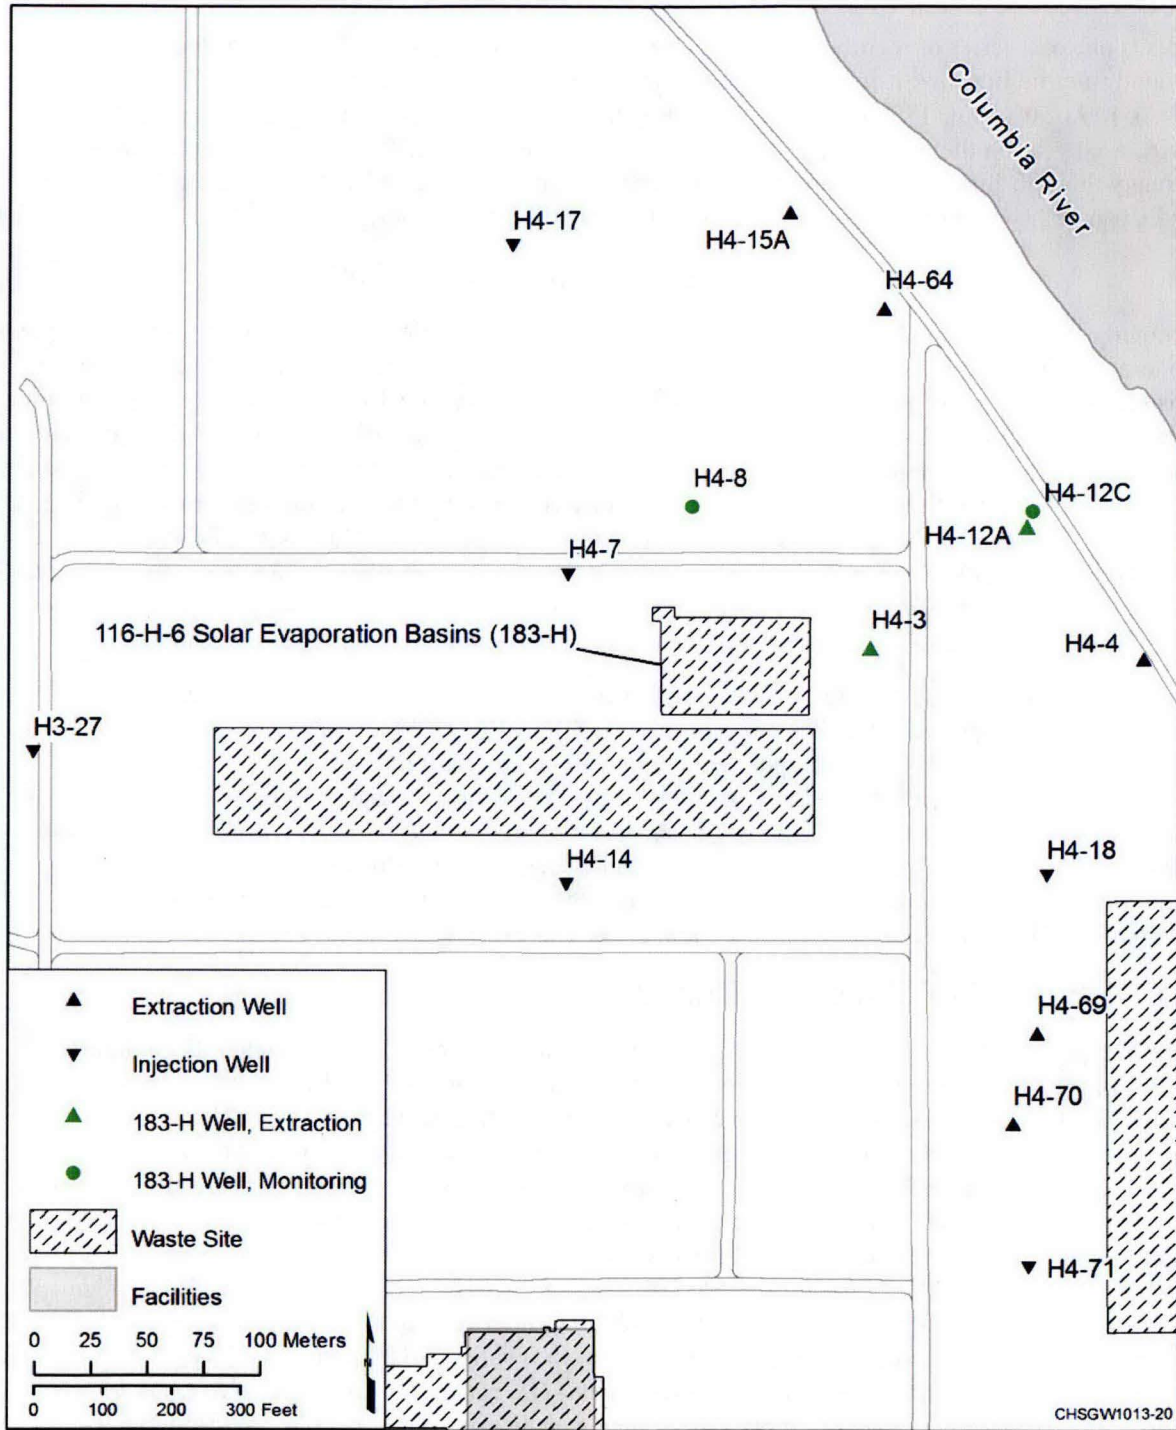 Columbia River
H4-17
H4-15A
H4-64
H4-8
H4-12C
H4-12A
H4-7
116-H-6 Solar Evaporation Basins (183-H)
H4-3
H4-4
H3-27
H4-14
H4-18
H4-69
H4-70
H4-71
Extraction Well
Injection Well
183-H Well, Extraction
183-H Well, Monitoring
Waste Site
Facilities
0 25 50 75 100 Meters
0 100 200 300 Feet
N
CHSGW1013-20